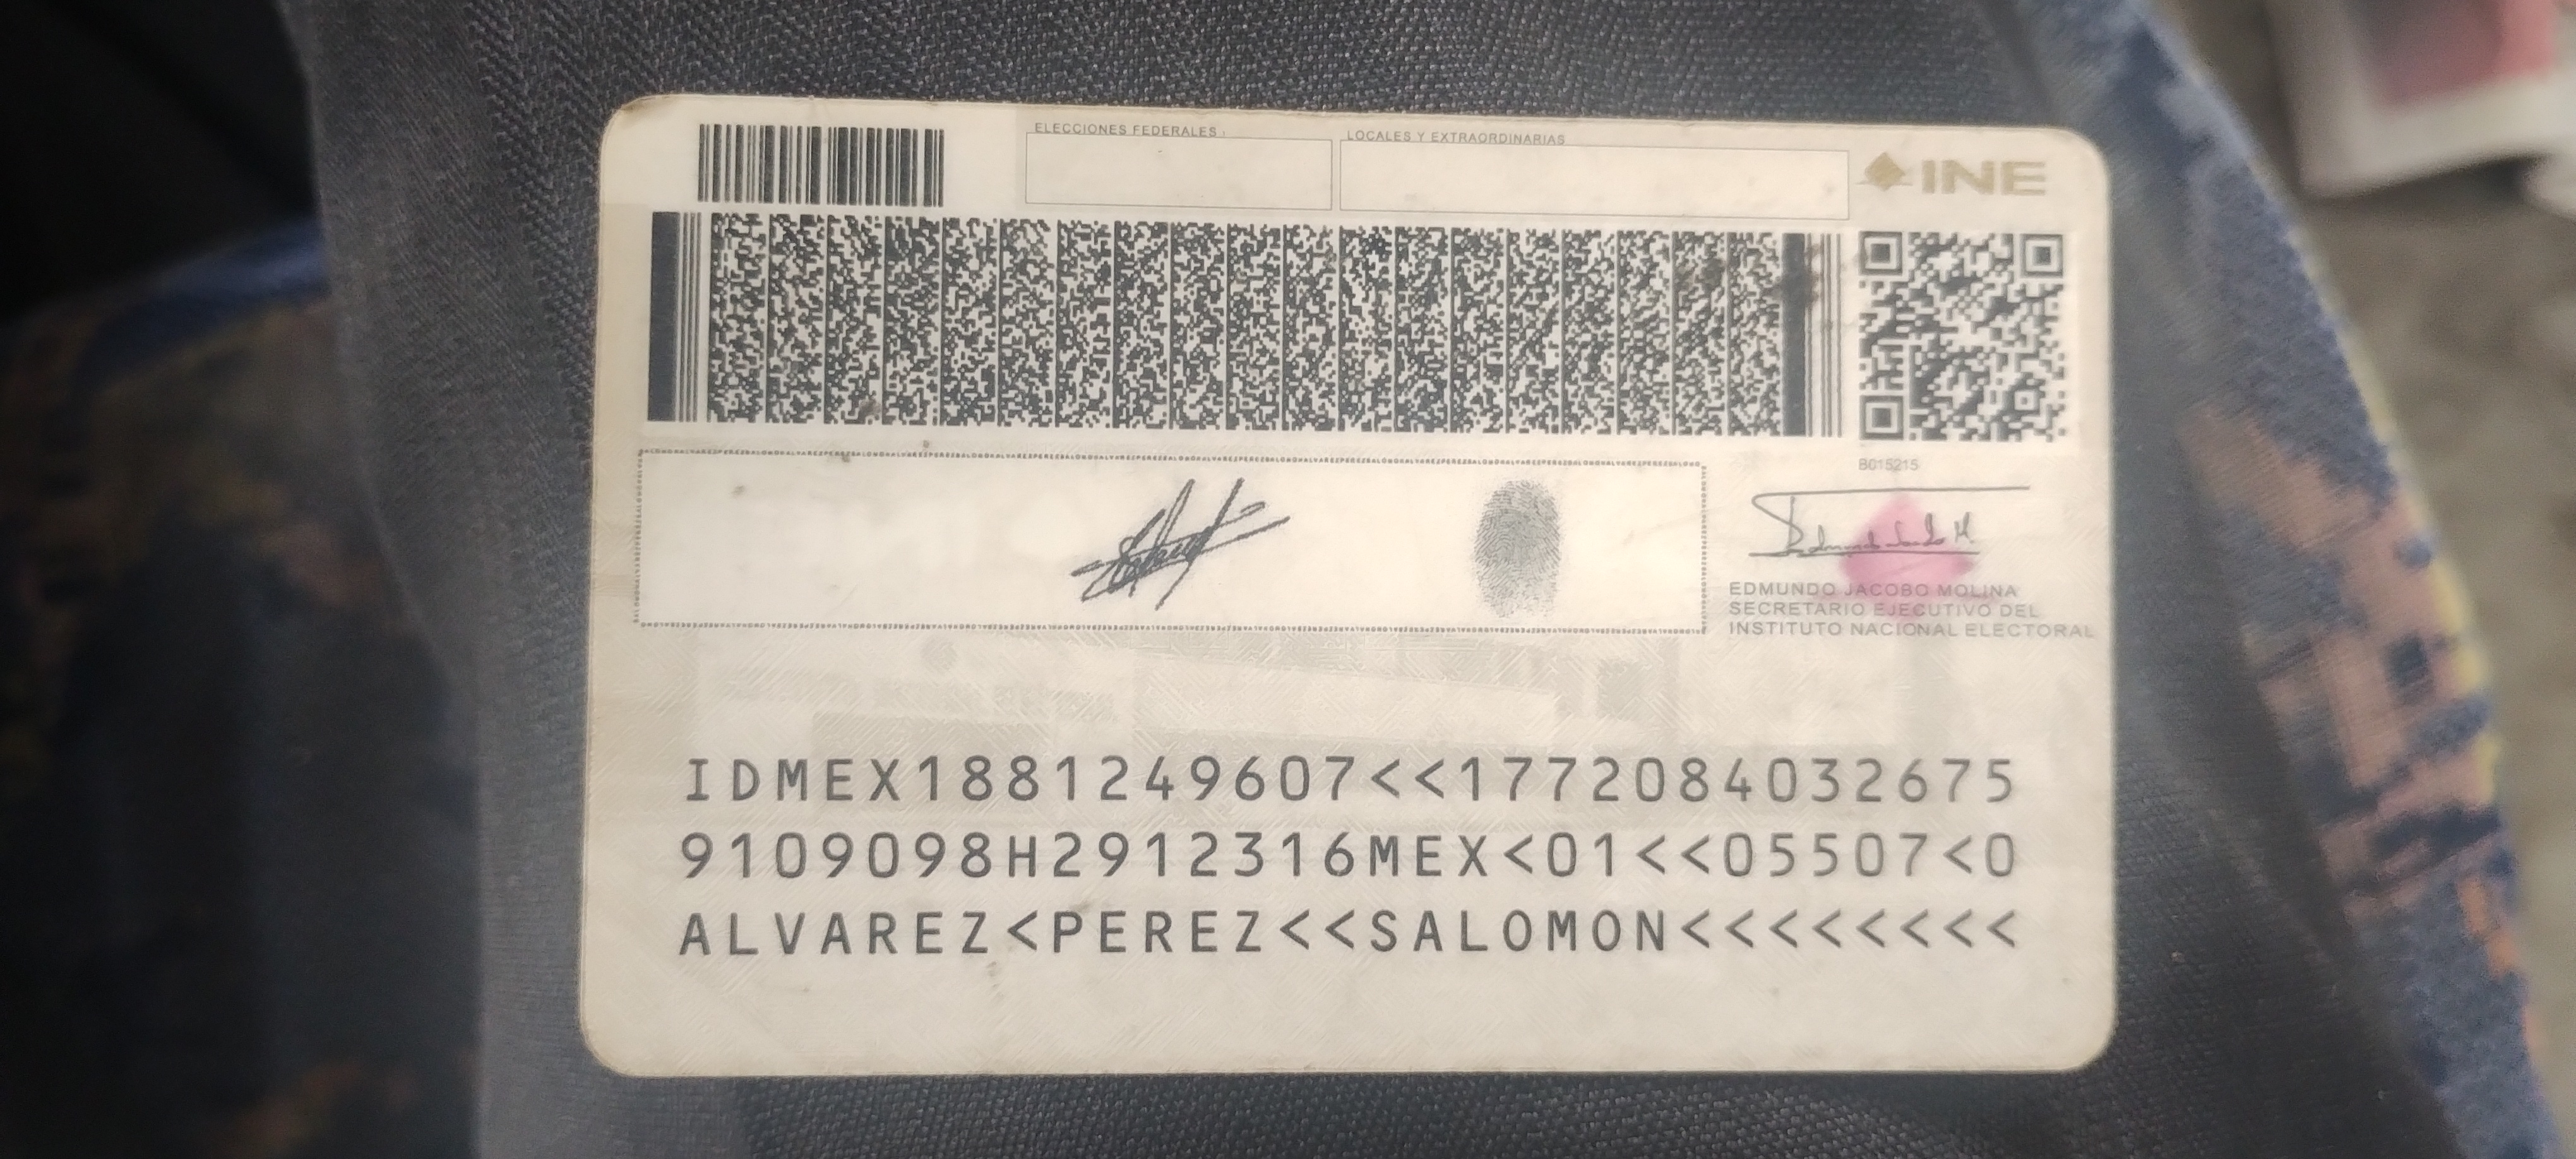 ELECCIONES FEDERALES
LOCALES Y EXTRAORDINARIAS
INE
EDMUNDO JACOBO MOLINA
SECRETARIO EJECUTIVO DEL
INSTITUTO NACIONAL ELECTORAL
IDMEX1881249607<<1772084032675
9109098H2912316MEX<01<<05507<0
ALVAREZ<PEREZ<<SALOMON<<<<<<<<